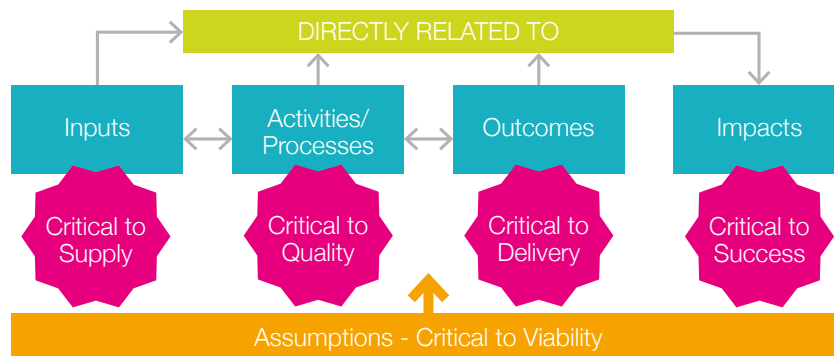 DIRECTLY RELATED TO
Inputs
Activities/
Processes
Outcomes
Impacts
Critical to
Supply
Critical to
Quality
Critical to
Delivery
Critical to
Success
Assumptions - Critical to Viability